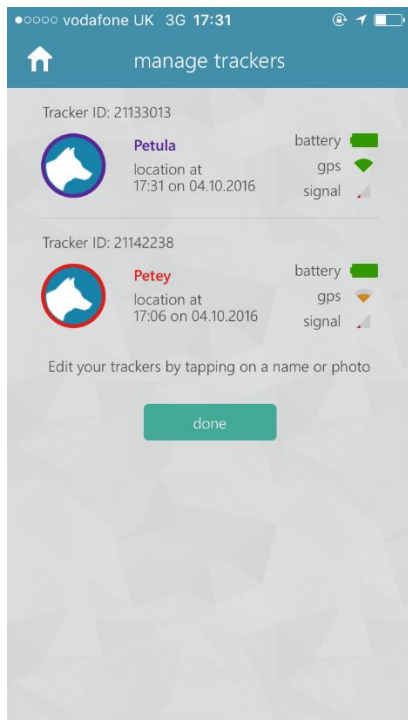 vodafone UK 3G 17:31
manage trackers
Tracker ID: 21133013
Petula
location at
17:31 on 04.10.2016
battery
gps
signal
Tracker ID: 21142238
Petey
location at
17:06 on 04.10.2016
battery
gps
signal
Edit your trackers by tapping on a name or photo
done